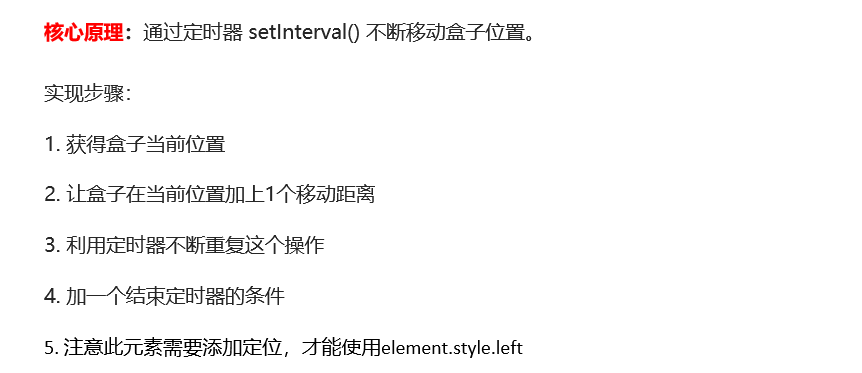 核心原理：通过定时器 setInterval() 不断移动盒子位置。
实现步骤：
1. 获得盒子当前位置
2. 让盒子在当前位置加上1个移动距离
3. 利用定时器不断重复这个操作
4. 加一个结束定时器的条件
5. 注意此元素需要添加定位，才能使用element.style.left